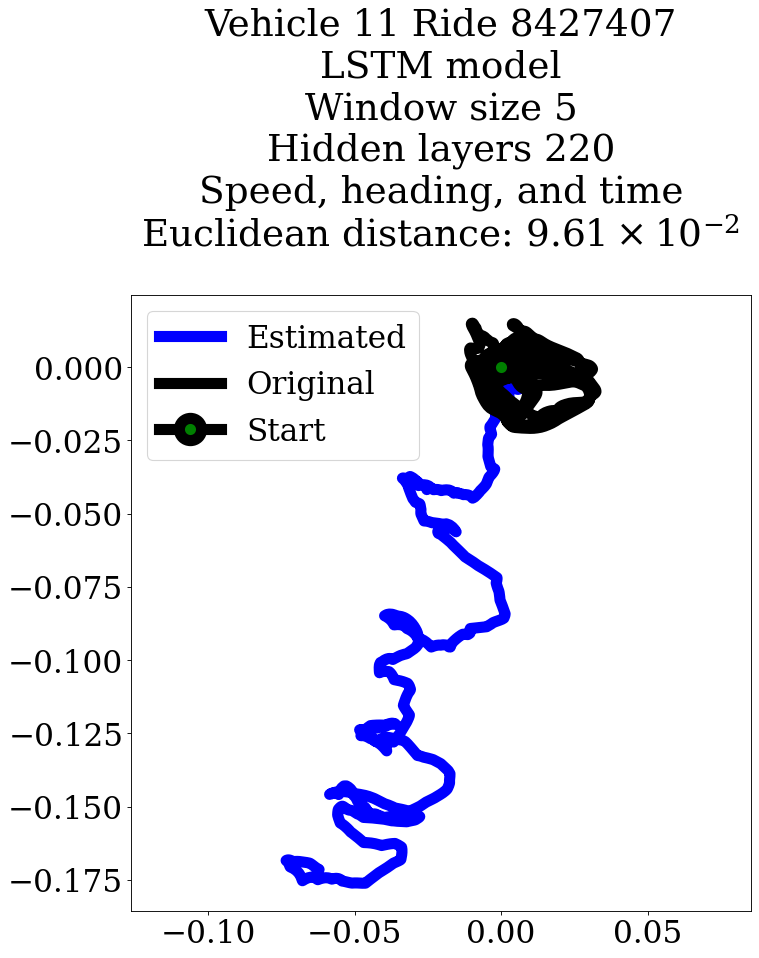 Vehicle 11 Ride 8427407
LSTM model
Window size 5
Hidden layers 220
Speed, heading, and time
Euclidean distance: 9.61 × 10⁻²
Estimated
Original
Start
0.000
−0.025
−0.050
−0.075
−0.100
−0.125
−0.150
−0.175
−0.10 −0.05 0.00 0.05